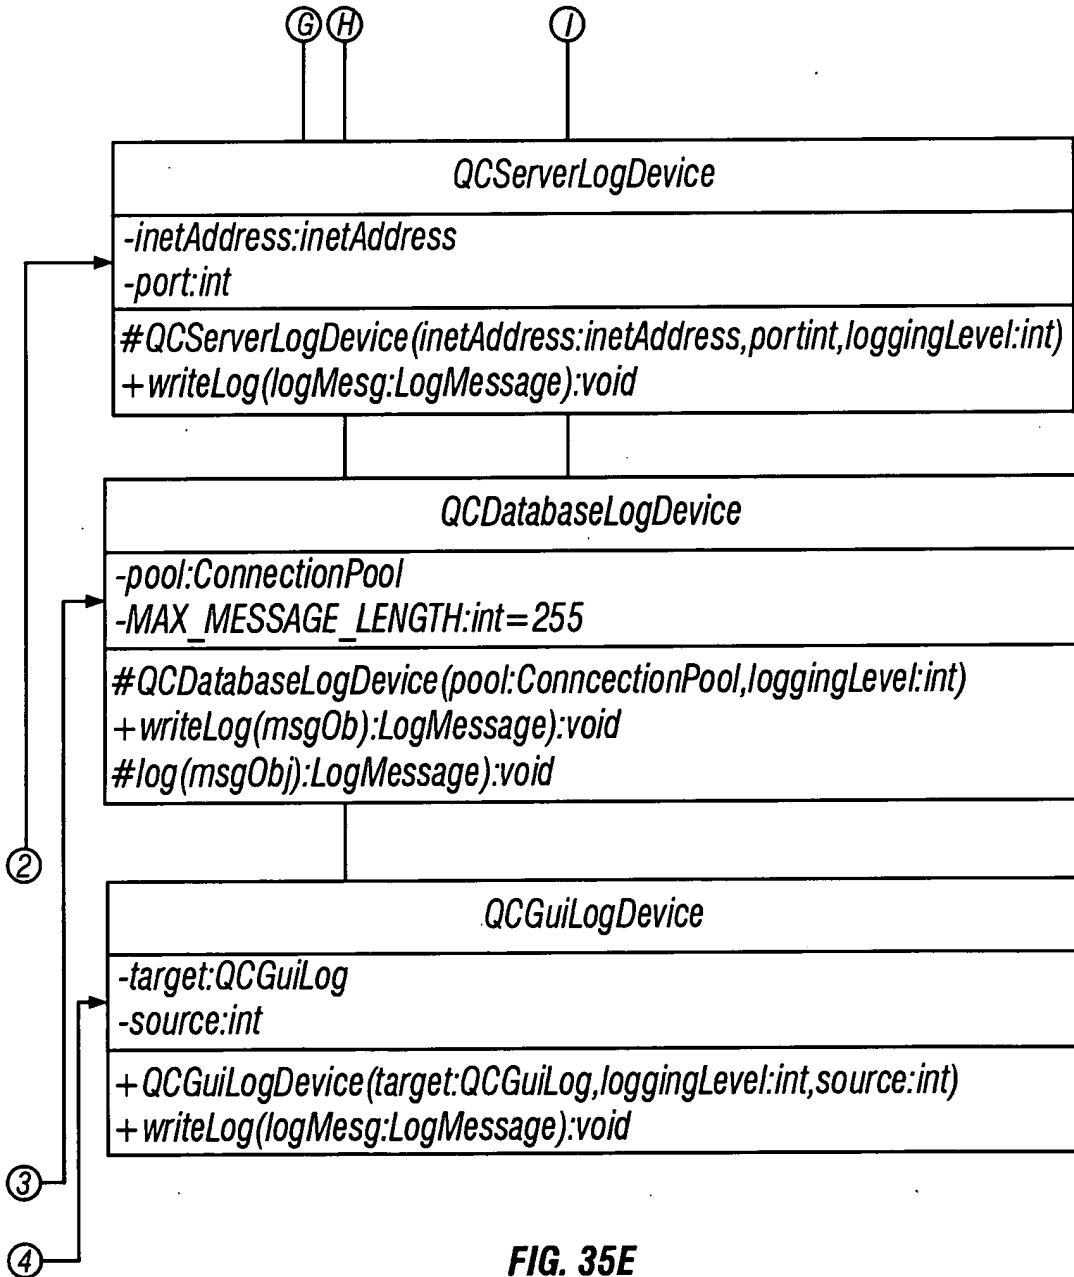 G H I
QCServerLogDevice
-inetAddress:inetAddress
-port:int
#QCServerLogDevice(inetAddress:inetAddress,portint,loggingLevel:int)
+writeLog(logMesg:LogMessage):void
QCDatabaseLogDevice
-pool:ConnectionPool
-MAX_MESSAGE_LENGTH:int=255
#QCDatabaseLogDevice(pool:ConncectionPool,loggingLevel:int)
+writeLog(msgOb):LogMessage):void
#log(msgObj):LogMessage):void
2
QCGuiLogDevice
-target:QCGuiLog
-source:int
+QCGuiLogDevice(target:QCGuiLog,loggingLevel:int,source:int)
+writeLog(logMesg:LogMessage):void
3
4
FIG. 35E